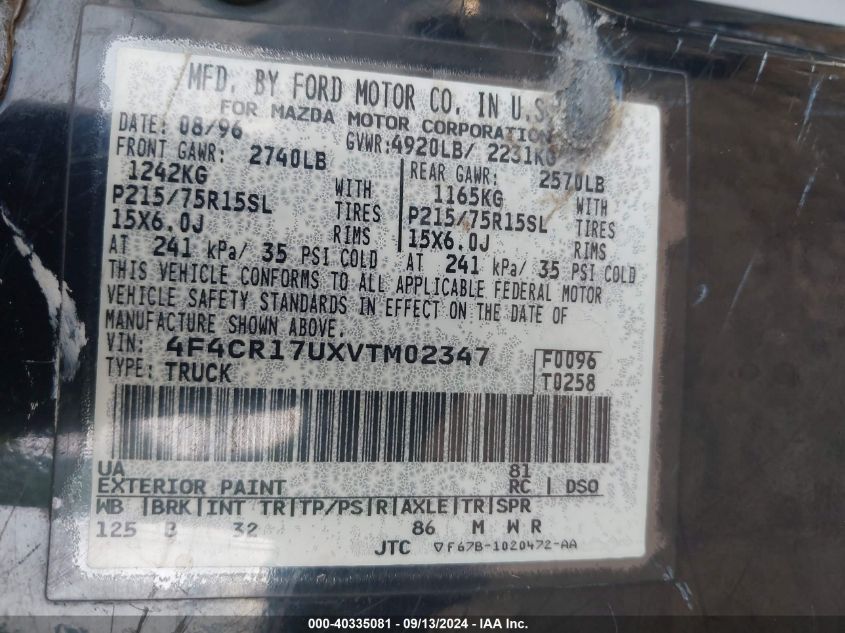 MFD. BY FORD MOTOR CO. IN U.S.
FOR MAZDA MOTOR CORPORATION
DATE: 08/96 GVWR:4920LB/ 2231KG
FRONT GAWR: 2740LB REAR GAWR: 2570LB
1242KG WITH 1165KG WITH
P215/75R15SL TIRES P215/75R15SL TIRES
15X6.0J RIMS 15X6.0J RIMS
AT 241 kPa/ 35 PSI COLD AT 241 kPa/ 35 PSI COLD
THIS VEHICLE CONFORMS TO ALL APPLICABLE FEDERAL MOTOR
VEHICLE SAFETY STANDARDS IN EFFECT ON THE DATE OF
MANUFACTURE SHOWN ABOVE.
VIN: 4F4CR17UXVTM02347 F0096
TYPE: TRUCK T0258
UA 81
EXTERIOR PAINT RC | DSO
WB |BRK|INT TR|TP/PS|R|AXLE|TR|SPR
125 B 32 86 M W R
JTC ▽F67B-1020472-AA
000-40335081 - 09/13/2024 - IAA Inc.